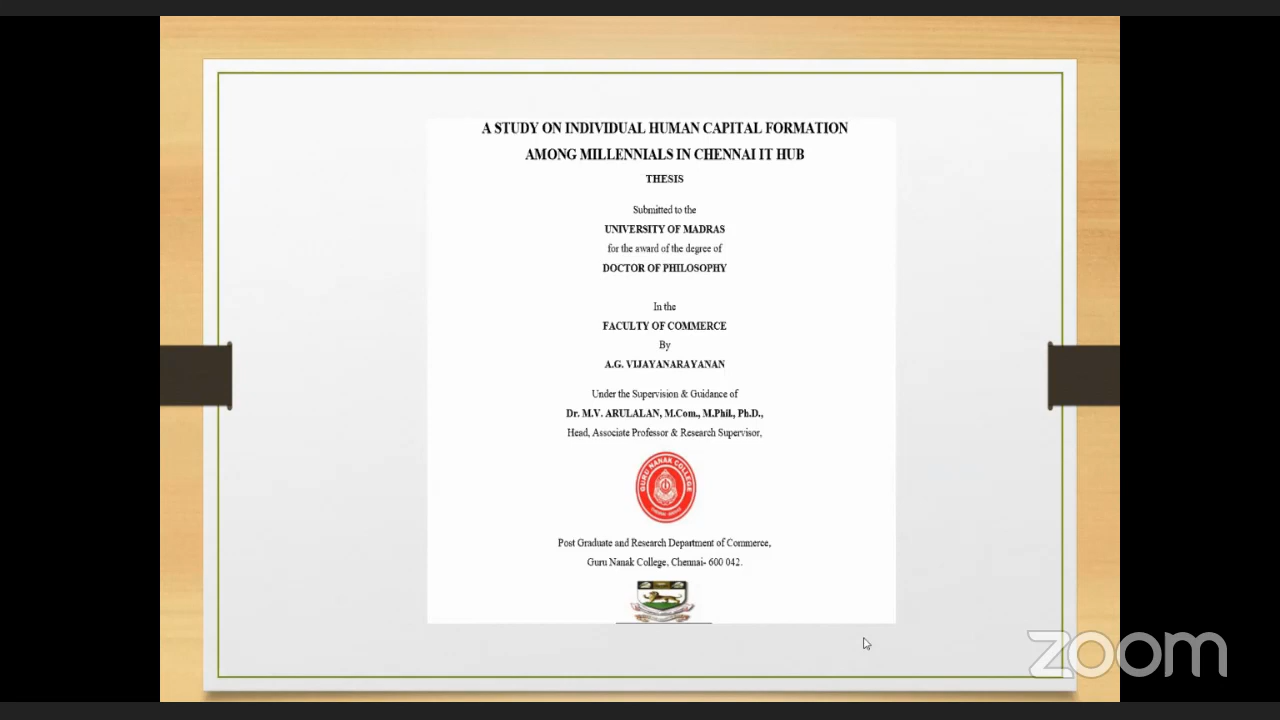 A STUDY ON INDIVIDUAL HUMAN CAPITAL FORMATION
AMONG MILLENNIALS IN CHENNAI IT HUB
THESIS
Submitted to the
UNIVERSITY OF MADRAS
for the award of the degree of
DOCTOR OF PHILOSOPHY
In the
FACULTY OF COMMERCE
By
A.G. VIJAYANARAYANAN
Under the Supervision & Guidance of
Dr. M.V. ARULALAN, M.Com., M.Phil., Ph.D.,
Head, Associate Professor & Research Supervisor,
GURU NANAK COLLEGE
Post Graduate and Research Department of Commerce,
Guru Nanak College, Chennai- 600 042.
zoom